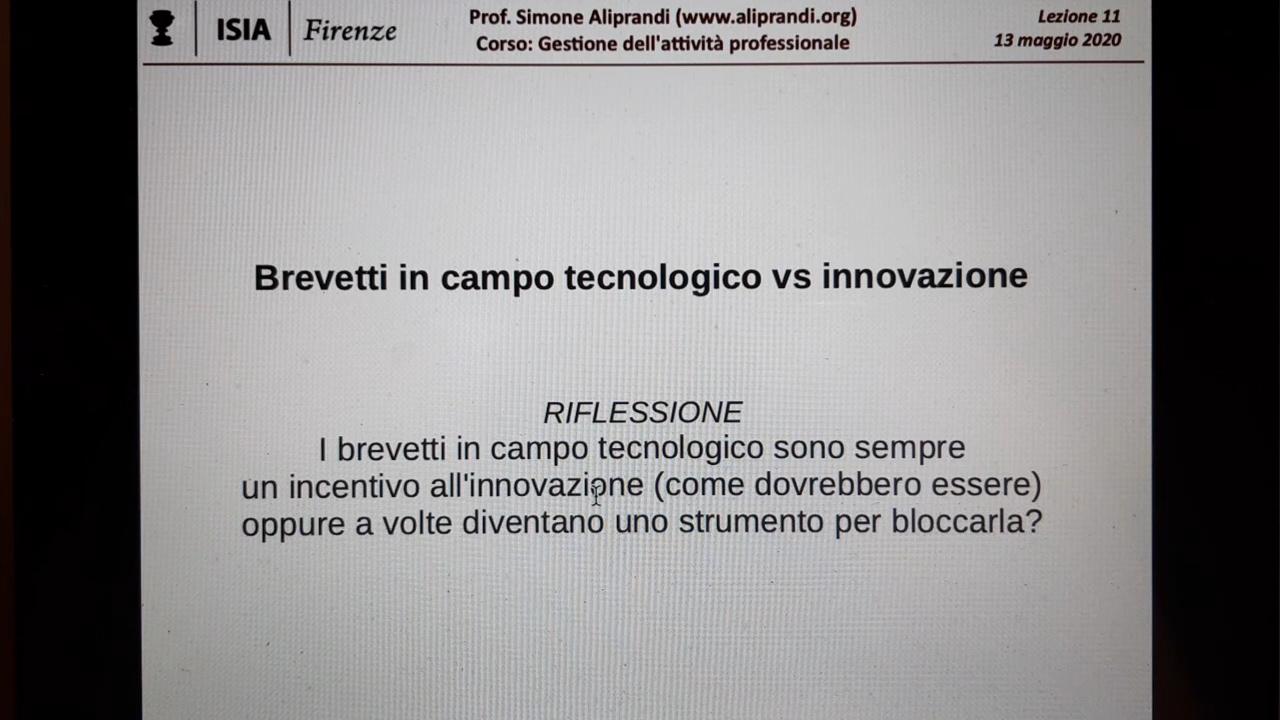 ISIA Firenze
Prof. Simone Aliprandi (www.aliprandi.org)
Corso: Gestione dell'attività professionale
Lezione 11
13 maggio 2020
Brevetti in campo tecnologico vs innovazione
RIFLESSIONE
I brevetti in campo tecnologico sono sempre
un incentivo all'innovazione (come dovrebbero essere)
oppure a volte diventano uno strumento per bloccarla?